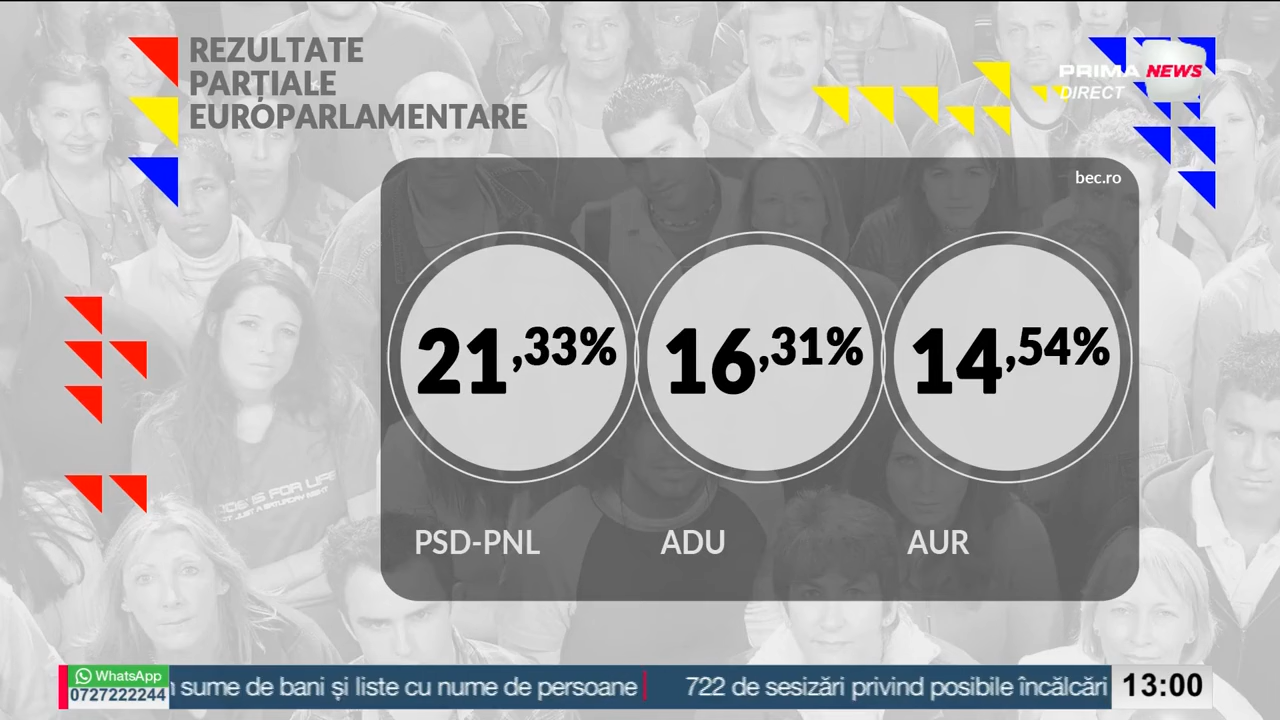 REZULTATE
PARȚIALE
EUROPARLAMENTARE
PRIMA NEWS
DIRECT
bec.ro
21,33%
16,31%
14,54%
PSD-PNL
ADU
AUR
WhatsApp
0727222244
sume de bani și liste cu nume de persoane
722 de sesizări privind posibile încălcări
13:00